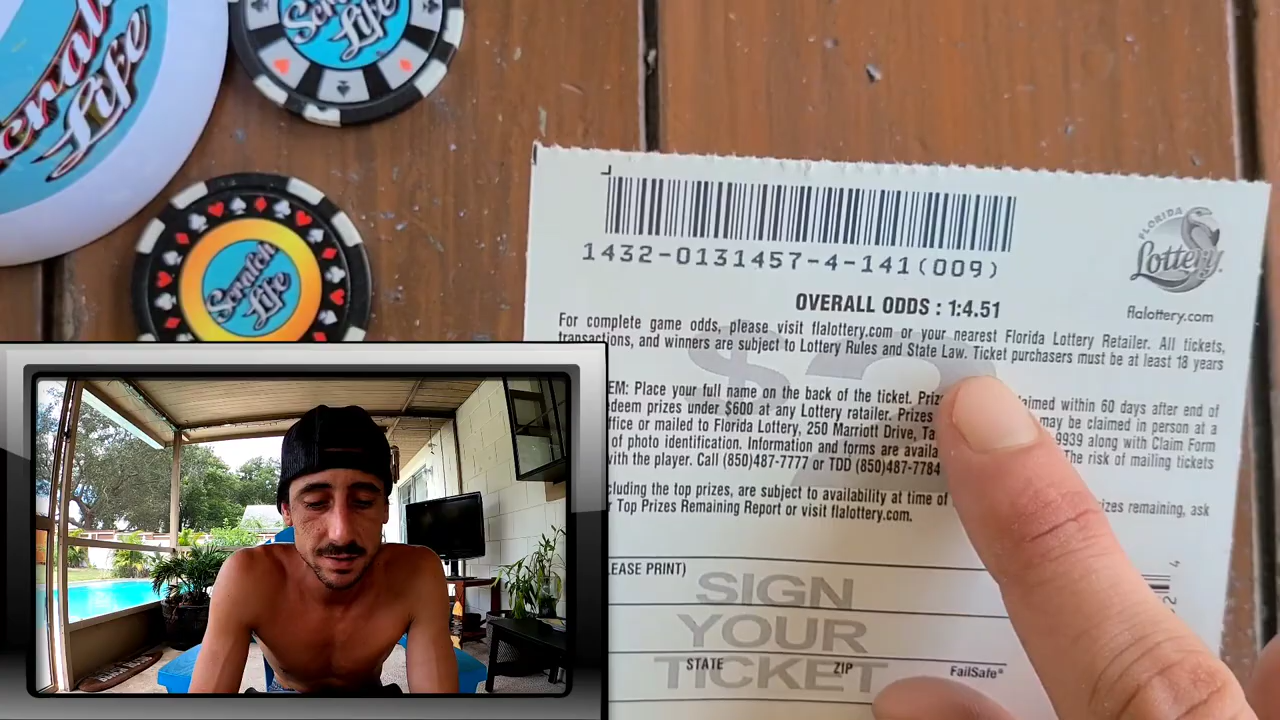 Scratch
Life
Scratch
Life
Scratch
Life
1432-0131457-4-141(009)
FLORIDA
Lottery
flalottery.com
OVERALL ODDS : 1:4.51
For complete game odds, please visit flalottery.com or your nearest Florida Lottery Retailer. All tickets,
transactions, and winners are subject to Lottery Rules and State Law. Ticket purchasers must be at least 18 years
EM: Place your full name on the back of the ticket. Priz aimed within 60 days after end of
deem prizes under $600 at any Lottery retailer. Prizes may be claimed in person at a
ffice or mailed to Florida Lottery, 250 Marriott Drive, Ta -9939 along with Claim Form
of photo identification. Information and forms are availa The risk of mailing tickets
with the player. Call (850)487-7777 or TDD (850)487-7784
cluding the top prizes, are subject to availability at time of izes remaining, ask
r Top Prizes Remaining Report or visit flalottery.com.
LEASE PRINT)
SIGN
YOUR
TICKET
STATE ZIP FailSafe®